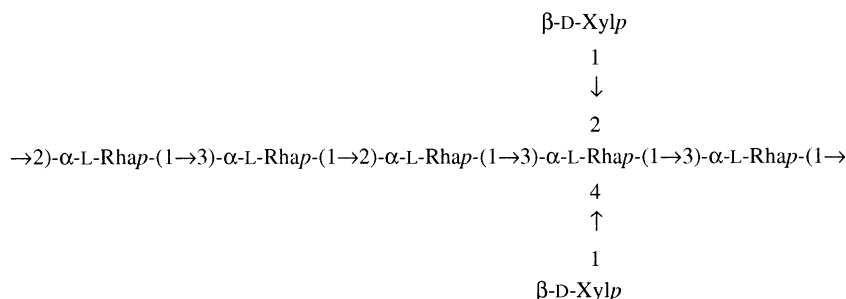 β-D-Xylp
1
↓
2
→2)-α-L-Rhap-(1→3)-α-L-Rhap-(1→2)-α-L-Rhap-(1→3)-α-L-Rhap-(1→3)-α-L-Rhap-(1→
4
↑
1
β-D-Xylp